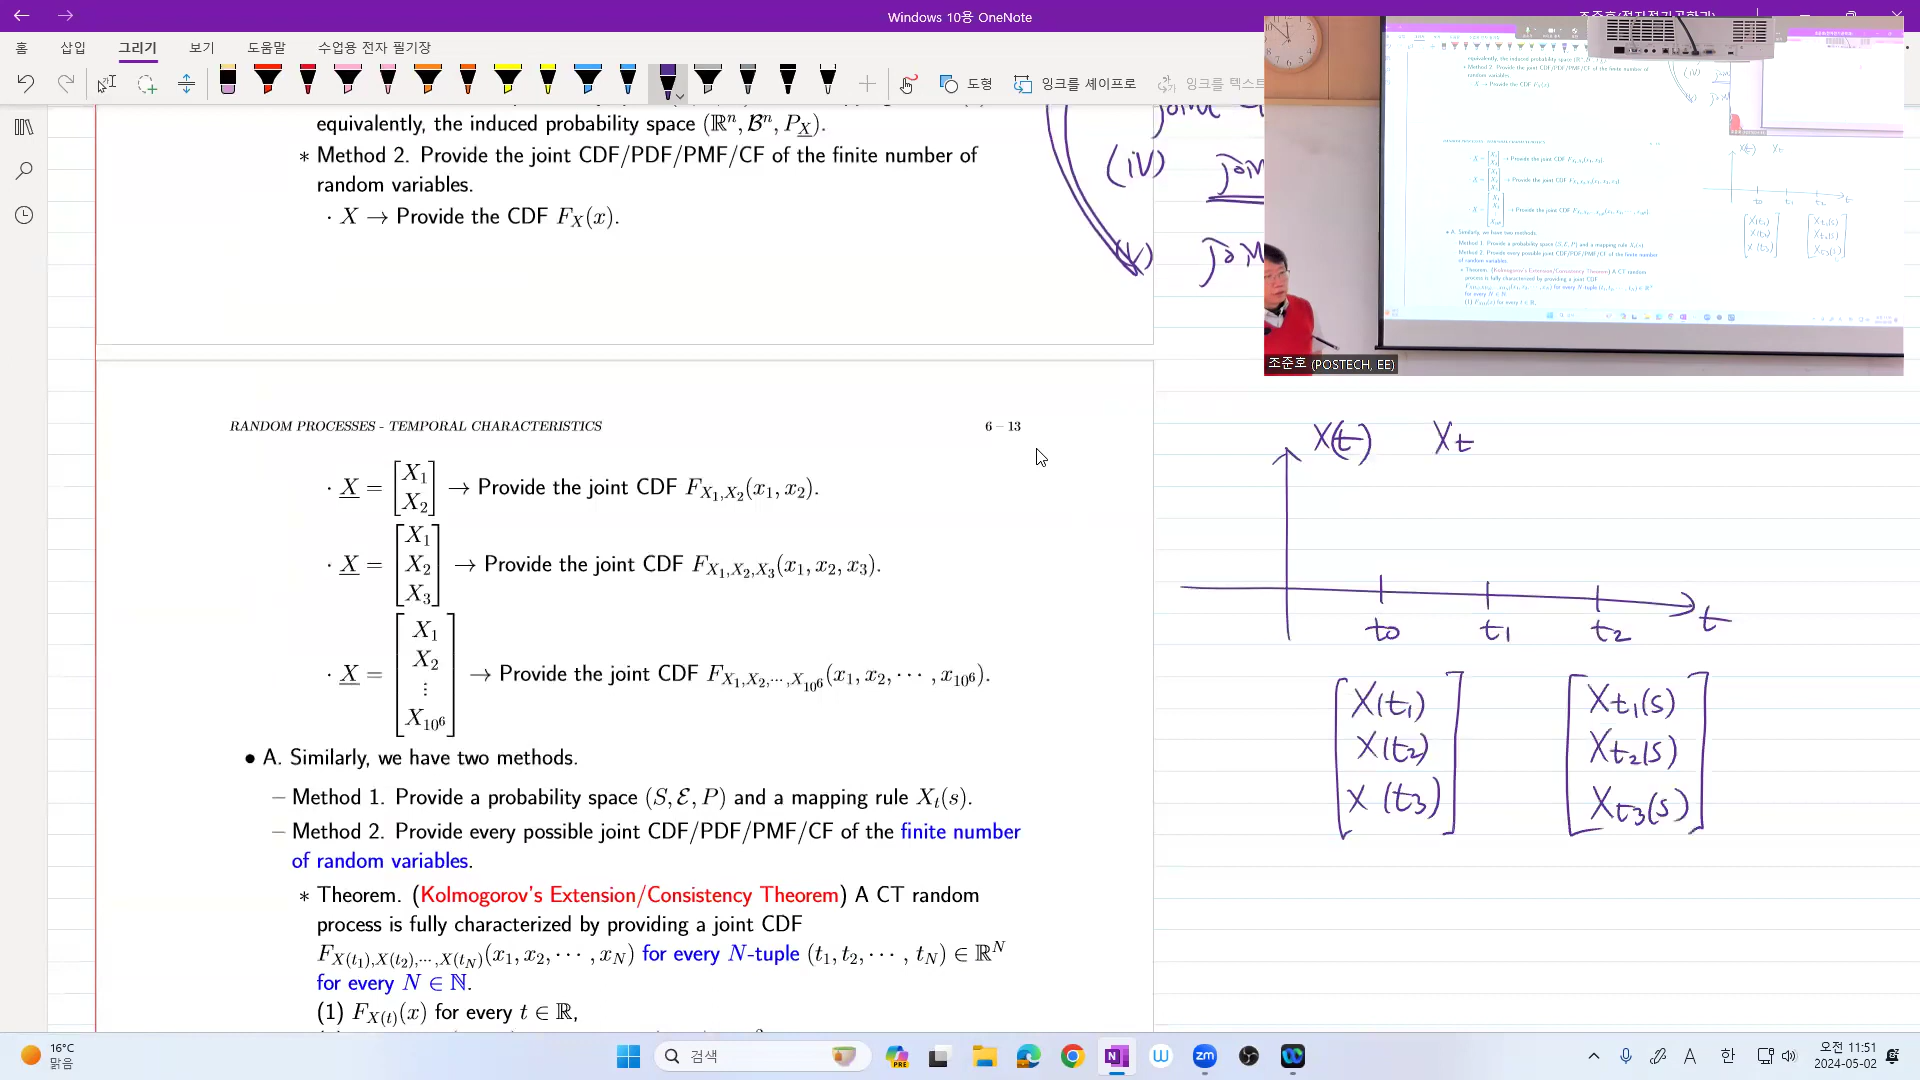 Windows 10용 OneNote
홈 삽입 그리기 보기 도움말 수업용 전자 필기장
도형 잉크를 셰이프로 잉크를 텍스트
equivalently, the induced probability space (ℝⁿ, ℬⁿ, P_X).
∗ Method 2. Provide the joint CDF/PDF/PMF/CF of the finite number of
random variables.
· X → Provide the CDF F_X(x).
(iv) join
join
조준호 (POSTECH, EE)
RANDOM PROCESSES - TEMPORAL CHARACTERISTICS 6 – 13
· X = [X₁ X₂] → Provide the joint CDF F_{X₁,X₂}(x₁, x₂).
· X = [X₁ X₂ X₃] → Provide the joint CDF F_{X₁,X₂,X₃}(x₁, x₂, x₃).
· X = [X₁ X₂ ⋮ X_{10⁶}] → Provide the joint CDF F_{X₁,X₂,⋯,X_{10⁶}}(x₁, x₂, ⋯ , x_{10⁶}).
• A. Similarly, we have two methods.
– Method 1. Provide a probability space (S, ℰ, P) and a mapping rule X_t(s).
– Method 2. Provide every possible joint CDF/PDF/PMF/CF of the finite number
of random variables.
∗ Theorem. (Kolmogorov's Extension/Consistency Theorem) A CT random
process is fully characterized by providing a joint CDF
F_{X(t₁),X(t₂),⋯,X(t_N)}(x₁, x₂, ⋯ , x_N) for every N-tuple (t₁, t₂, ⋯ , t_N) ∈ ℝ^N
for every N ∈ ℕ.
(1) F_{X(t)}(x) for every t ∈ ℝ,
X(t) X_t
t0 t1 t2 t
X(t1) X_{t1}(s)
X(t2) X_{t2}(s)
X(t3) X_{t3}(s)
16°C
맑음
검색
PRE
zm
A 한
오전 11:51
2024-05-02